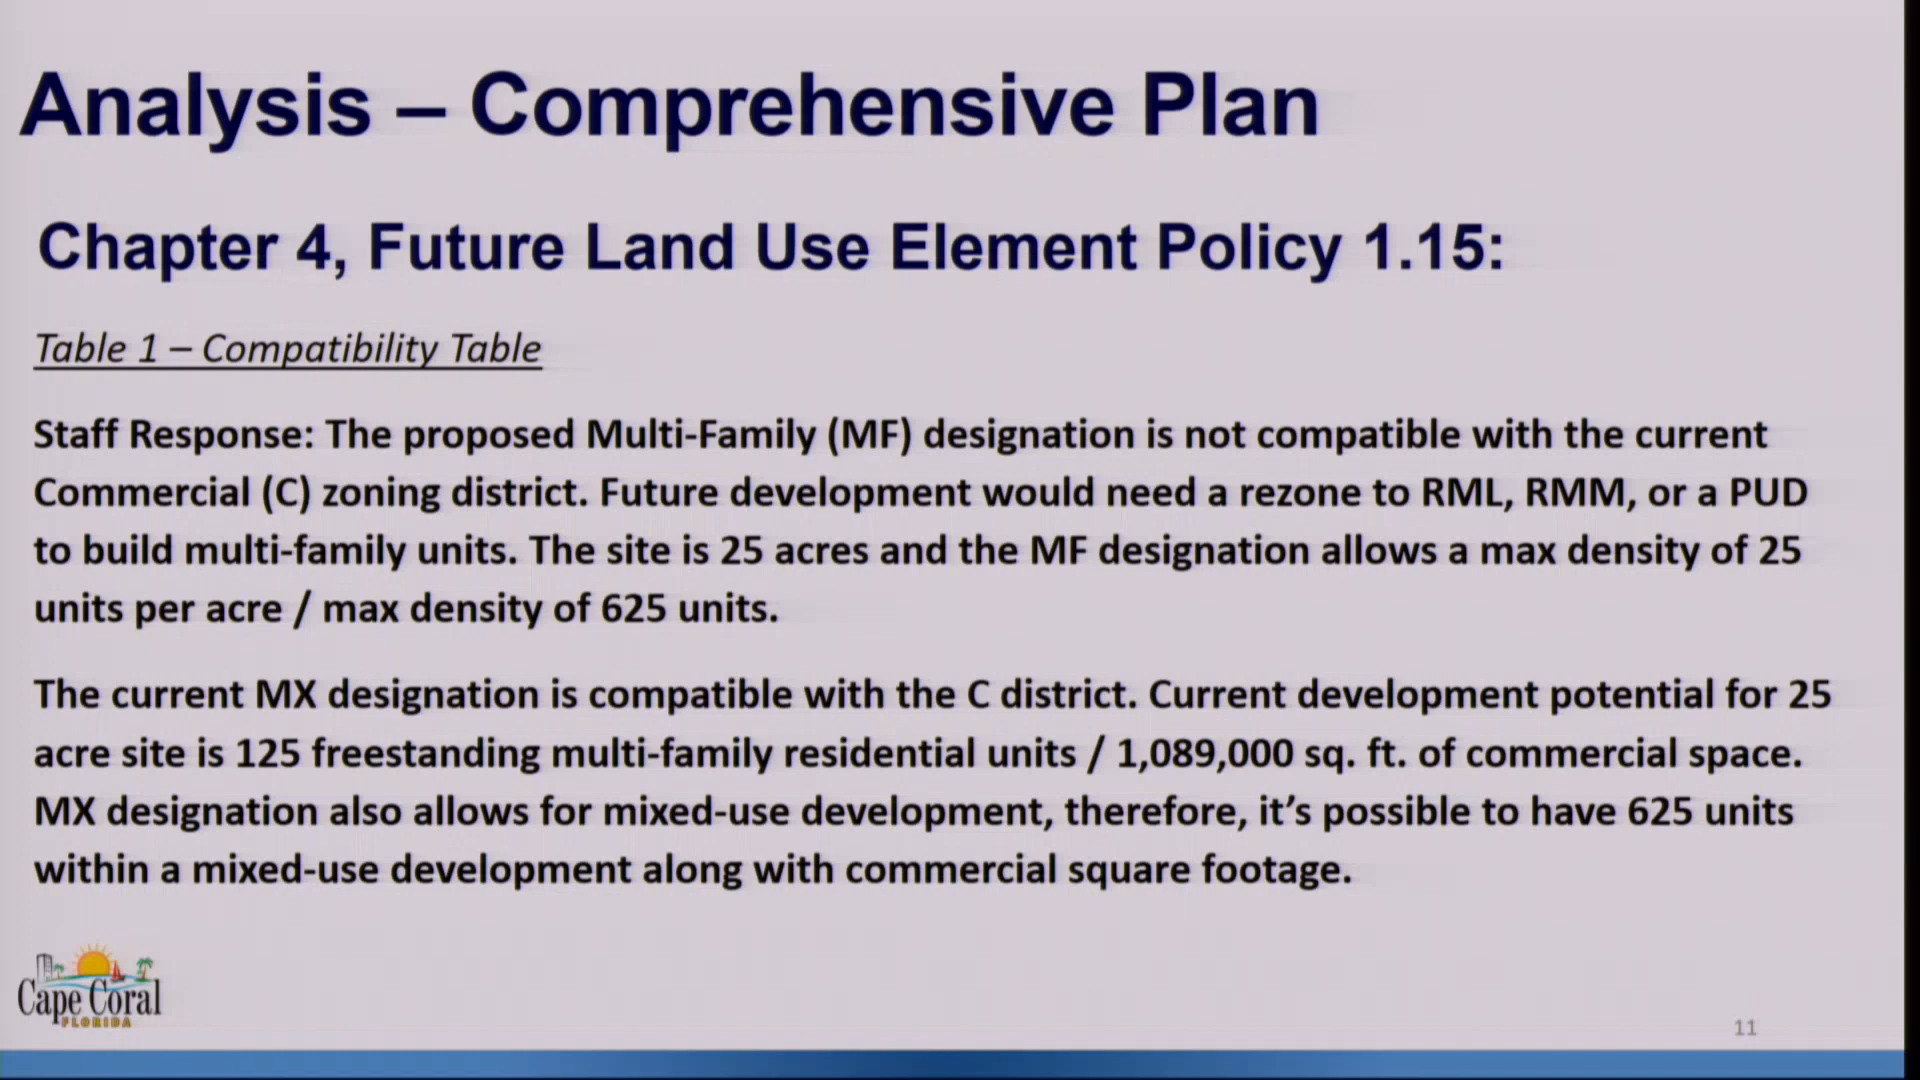 Analysis – Comprehensive Plan
Chapter 4, Future Land Use Element Policy 1.15:
Table 1 – Compatibility Table
Staff Response: The proposed Multi-Family (MF) designation is not compatible with the current
Commercial (C) zoning district. Future development would need a rezone to RML, RMM, or a PUD
to build multi-family units. The site is 25 acres and the MF designation allows a max density of 25
units per acre / max density of 625 units.
The current MX designation is compatible with the C district. Current development potential for 25
acre site is 125 freestanding multi-family residential units / 1,089,000 sq. ft. of commercial space.
MX designation also allows for mixed-use development, therefore, it’s possible to have 625 units
within a mixed-use development along with commercial square footage.
Cape Coral
FLORIDA
11